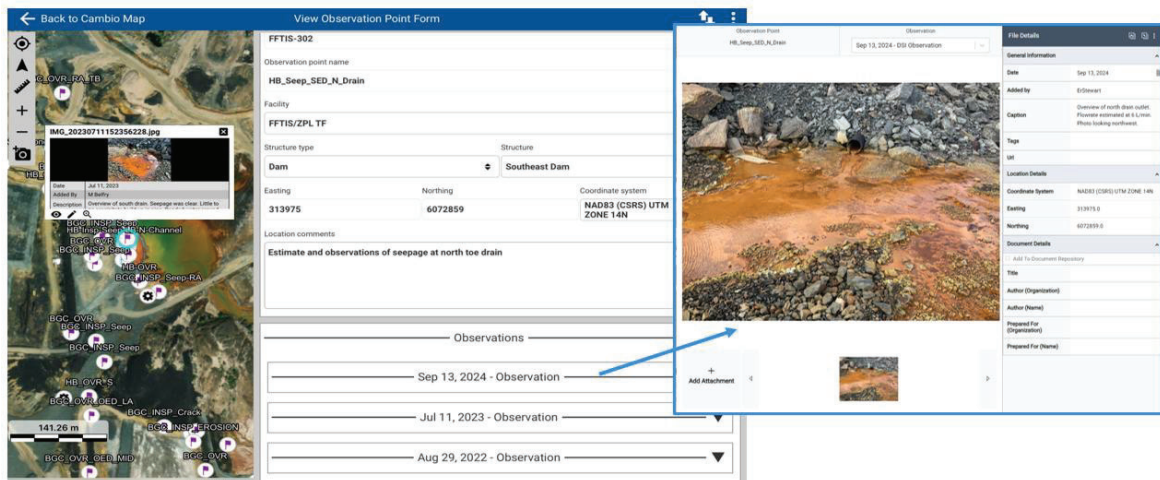 Back to Cambio Map
View Observation Point Form
BGC_OVR-RA_TB
IMG_20230711152356228.jpg
Date Jul 11, 2023
Added By M Befry
Description Overview of south drain. Seepage was clear. Little to
BGC_INSP_Seep
BGC_OVR
BGC_INSP_Seep
HB-OVR
BGC_INSP_Seep-RA
BGC_OVR
BGC_INSP_Seep
BGC_INSP_Seep
HB_OVR_S
BGC_OVR_OED_LA
BGC_INSP_Crack
BGC_INSP_EROSION
141.26 m
BGC_OVR_OED_MID
BGC_OVR
FFTIS-302
Observation point name
HB_Seep_SED_N_Drain
Facility
FFTIS/ZPL TF
Structure type
Structure
Dam
Southeast Dam
Easting
Northing
Coordinate system
313975
6072859
NAD83 (CSRS) UTM
ZONE 14N
Location comments
Estimate and observations of seepage at north toe drain
Observations
Sep 13, 2024 - Observation
Jul 11, 2023 - Observation
Aug 29, 2022 - Observation
Observation Point
HB_Seep_SED_N_Drain
Observation
Sep 13, 2024 - DSI Observation
Add Attachment
File Details
General Information
Date Sep 13, 2024
Added by ErStewart
Caption Overview of north drain outlet.
Flowrate estimated at 6 L/min.
Photo looking northwest.
Tags
Url
Location Details
Coordinate System NAD83 (CSRS) UTM ZONE 14N
Easting 313975.0
Northing 6072859.0
Document Details
Add To Document Repository
Title
Author (Organization)
Author (Name)
Prepared For
(Organization)
Prepared For (Name)